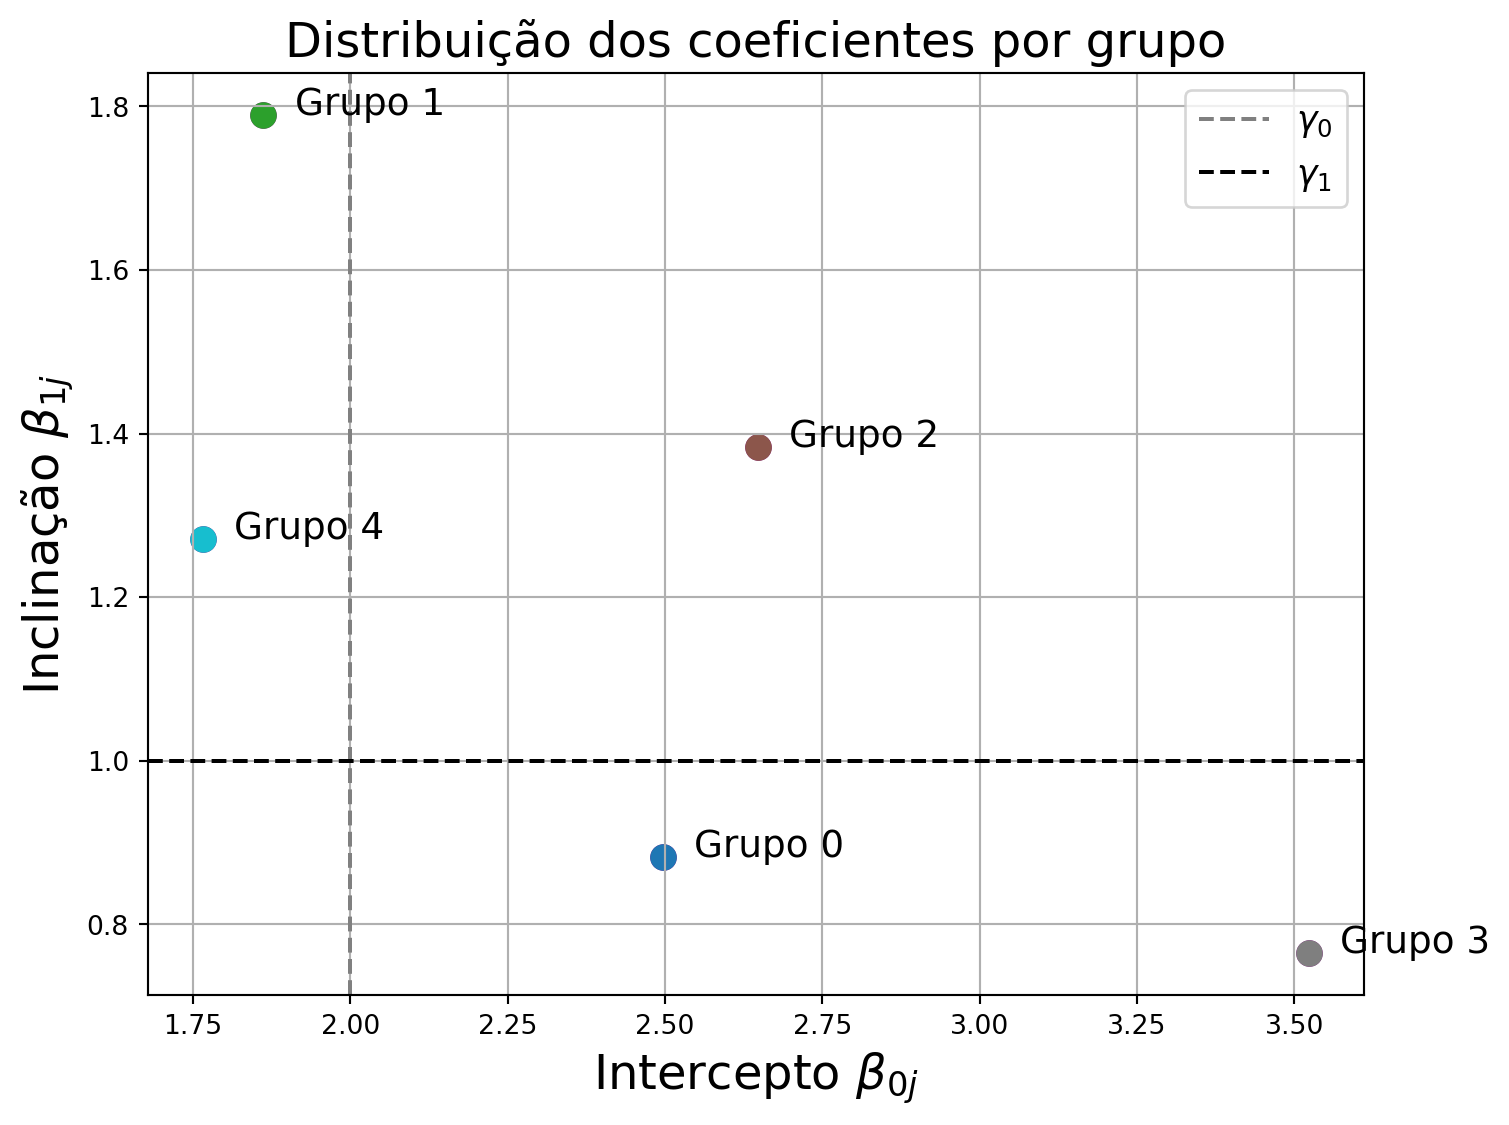 Distribuição dos coeficientes por grupo
γ₀
γ₁
Grupo 1
Grupo 2
Grupo 4
Grupo 0
Grupo 3
Inclinação β₁ⱼ
1.8
1.6
1.4
1.2
1.0
0.8
1.75 2.00 2.25 2.50 2.75 3.00 3.25 3.50
Intercepto β₀ⱼ